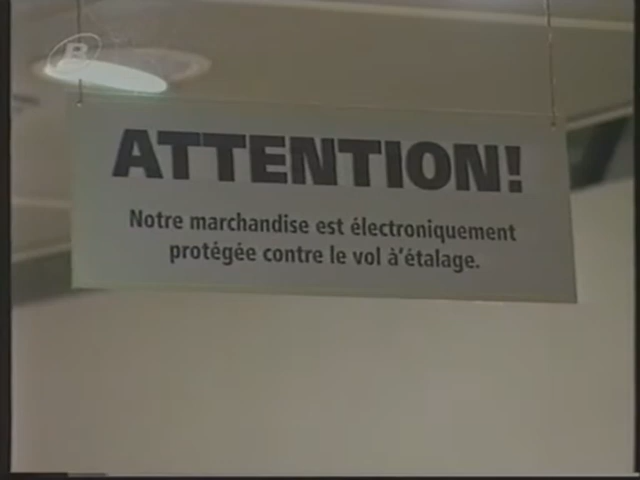 B
ATTENTION!
Notre marchandise est électroniquement
protégée contre le vol à'étalage.